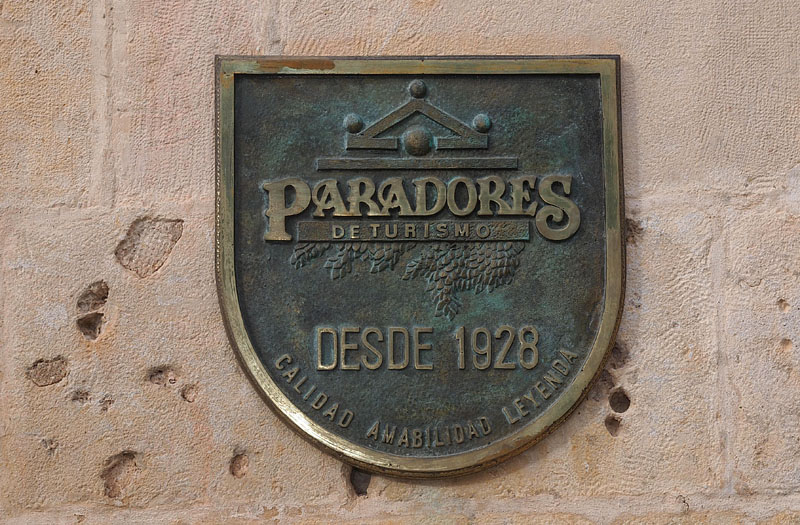 PARADORES
DE TURISMO
DESDE 1928
CALIDAD AMABILIDAD LEYENDA